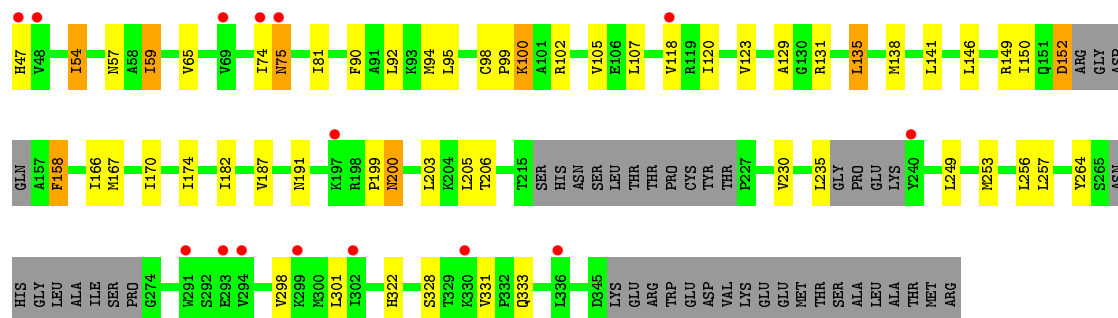 H47 V48 I54 N57 A58 I59 V65 V69 I74 N75 I81 F90 A91 L92 K93 M94 L95 C98 P99 K100 A101 R102 V105 E106 L107 V118 R119 I120 V123 A129 G130 R131 L135 M138 L141 L146 R149 I150 Q151 D152 ARG GLY ASP
GLN A157 F158 I166 M167 I170 I174 I182 V187 N191 K197 R198 P199 N200 L203 K204 L205 T206 T215 SER HIS ASN SER LEU THR THR PRO CYS TYR THR P227 V230 L235 GLY PRO GLU LYS Y240 L249 M253 L256 L257 Y264 S265 ASN
HIS GLY LEU ALA ILE SER PRO G274 W291 S292 E293 V294 V298 K299 M300 L301 I302 H322 S328 T329 K330 V331 P332 Q333 L336 D345 LYS GLU ARG TRP GLU ASP VAL LYS GLU GLU MET THR SER ALA LEU ALA THR MET ARG